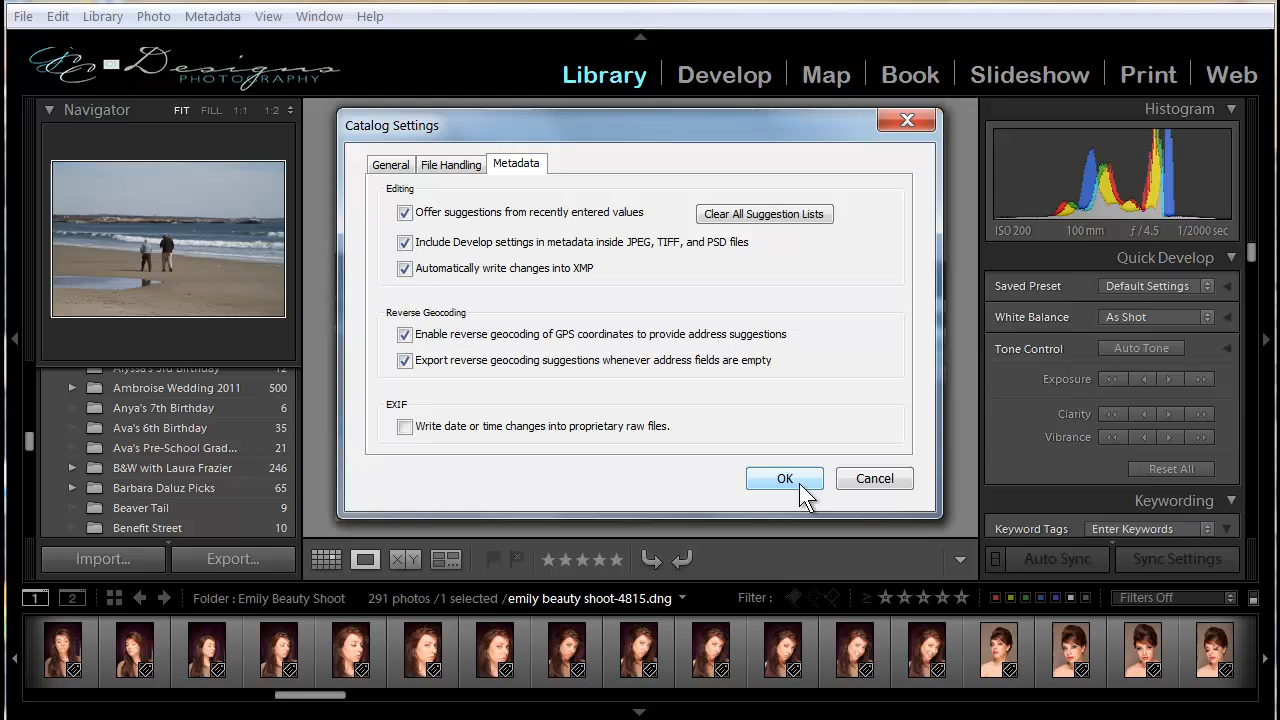 File Edit Library Photo Metadata View Window Help
Designs
PHOTOGRAPHY
Library Develop Map Book Slideshow Print Web
Navigator FIT FILL 1:1 1:2
Histogram
Catalog Settings
General File Handling Metadata
Editing
Offer suggestions from recently entered values Clear All Suggestion Lists
Include Develop settings in metadata inside JPEG, TIFF, and PSD files
Automatically write changes into XMP
Reverse Geocoding
Enable reverse geocoding of GPS coordinates to provide address suggestions
Export reverse geocoding suggestions whenever address fields are empty
EXIF
Write date or time changes into proprietary raw files.
OK Cancel
ISO 200 100 mm ƒ / 4.5 1/2000 sec
Quick Develop
Saved Preset Default Settings
White Balance As Shot
Tone Control Auto Tone
Exposure
Clarity
Vibrance
Reset All
Keywording
Keyword Tags Enter Keywords
Alyssa's 3rd Birthday 12
Ambroise Wedding 2011 500
Anya's 7th Birthday 6
Ava's 6th Birthday 35
Ava's Pre-School Grad... 21
B&W with Laura Frazier 246
Barbara Daluz Picks 65
Beaver Tail 9
Benefit Street 10
Import... Export...
XY
Auto Sync Sync Settings
1 2 Folder : Emily Beauty Shoot 291 photos /1 selected /emily beauty shoot-4815.dng Filter : ≥ Filters Off